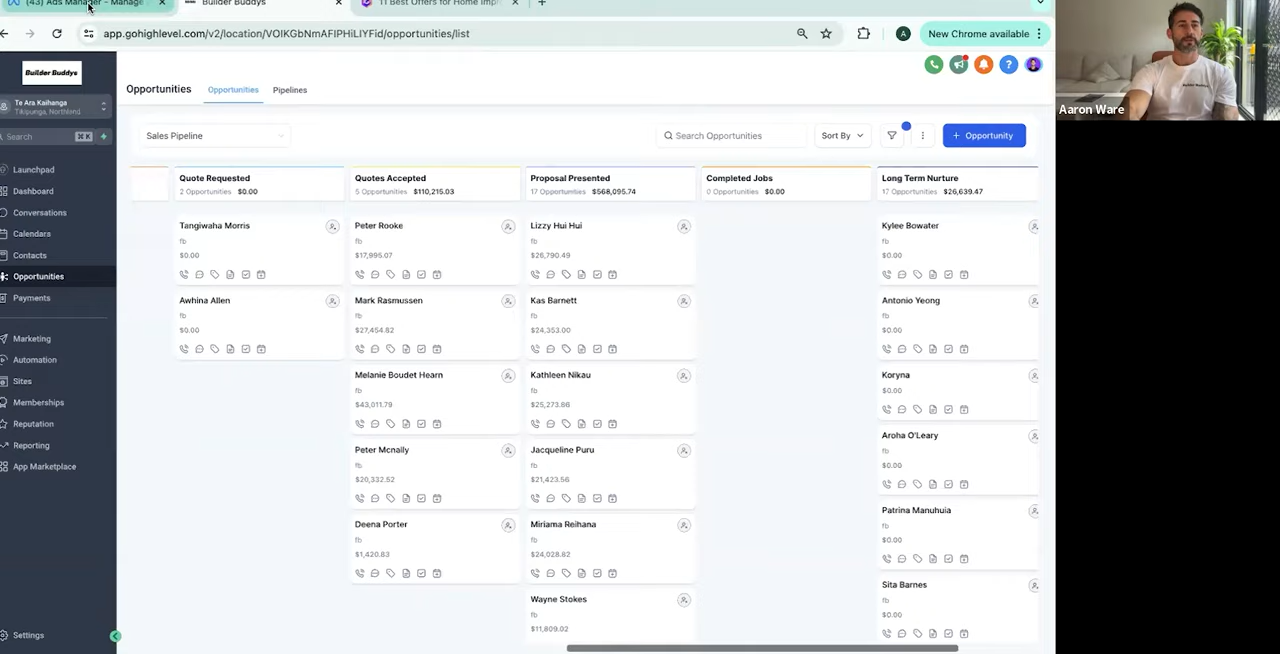 (43) Ads Manager - Manage
Builder Buddys
11 Best Offers for Home Impr
app.gohighlevel.com/v2/location/VOIKGbNmAFIPHLIYFid/opportunities/list
A
New Chrome available
Builder Buddys
Te Ara Kaihanga
Tikipunga, Northland
Search
⌘K
Launchpad
Dashboard
Conversations
Calendars
Contacts
Opportunities
Payments
Marketing
Automation
Sites
Memberships
Reputation
Reporting
App Marketplace
Settings
Opportunities
Opportunities
Pipelines
Sales Pipeline
Search Opportunities
Sort By
+ Opportunity
Quote Requested
2 Opportunities $0.00
Tangiwaha Morris
fb
$0.00
Awhina Allen
fb
$0.00
Quotes Accepted
5 Opportunities $110,215.03
Peter Rooke
fb
$17,995.07
Mark Rasmussen
fb
$27,454.82
Melanie Boudet Hearn
fb
$43,011.79
Peter Mcnally
fb
$20,332.52
Deena Porter
fb
$1,420.83
Proposal Presented
17 Opportunities $568,095.74
Lizzy Hui Hui
fb
$26,790.49
Kas Barnett
fb
$24,353.00
Kathleen Nikau
fb
$25,273.86
Jacqueline Puru
fb
$21,423.56
Miriama Reihana
fb
$24,028.82
Wayne Stokes
fb
$11,809.02
Completed Jobs
0 Opportunities $0.00
Long Term Nurture
17 Opportunities $26,639.47
Kylee Bowater
fb
$0.00
Antonio Yeong
fb
$0.00
Koryna
$0.00
Aroha O'Leary
fb
$0.00
Patrina Manuhuia
fb
$0.00
Sita Barnes
fb
$0.00
Aaron Ware